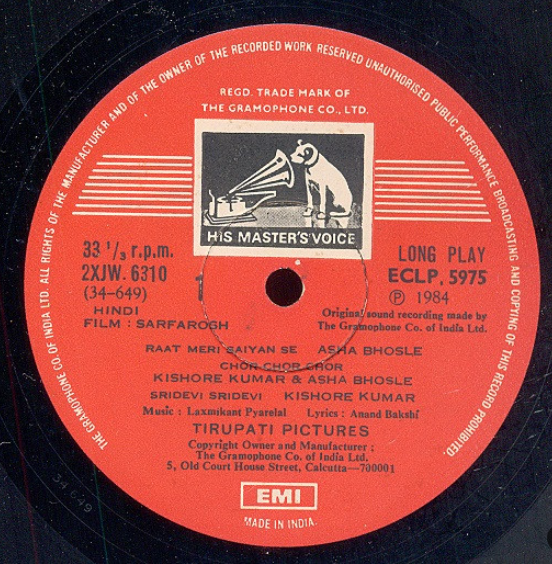 THE GRAMOPHONE CO. OF INDIA LTD. ALL RIGHTS OF THE MANUFACTURER AND OF THE OWNER OF THE RECORDED WORK RESERVED UNAUTHORISED PUBLIC PERFORMANCE BROADCASTING AND COPYING OF THIS RECORD PROHIBITED.
REGD. TRADE MARK OF
THE GRAMOPHONE CO., LTD.
HIS MASTER'S VOICE
33 1/3 r.p.m.
2XJW. 6310
(34-649)
HINDI
FILM : SARFAROSH
LONG PLAY
ECLP. 5975
Ⓟ 1984
Original sound recording made by
The Gramophone Co. of India Ltd.
1
RAAT MERI SAIYAN SE ASHA BHOSLE
CHOR CHOR CHOR
KISHORE KUMAR & ASHA BHOSLE
SRIDEVI SRIDEVI KISHORE KUMAR
Music : Laxmikant Pyarelal Lyrics : Anand Bakshi
TIRUPATI PICTURES
Copyright Owner and Manufacturer ;
The Gramophone Co. of India Ltd.
5, Old Court House Street, Calcutta—700001
EMI
MADE IN INDIA.
34 649